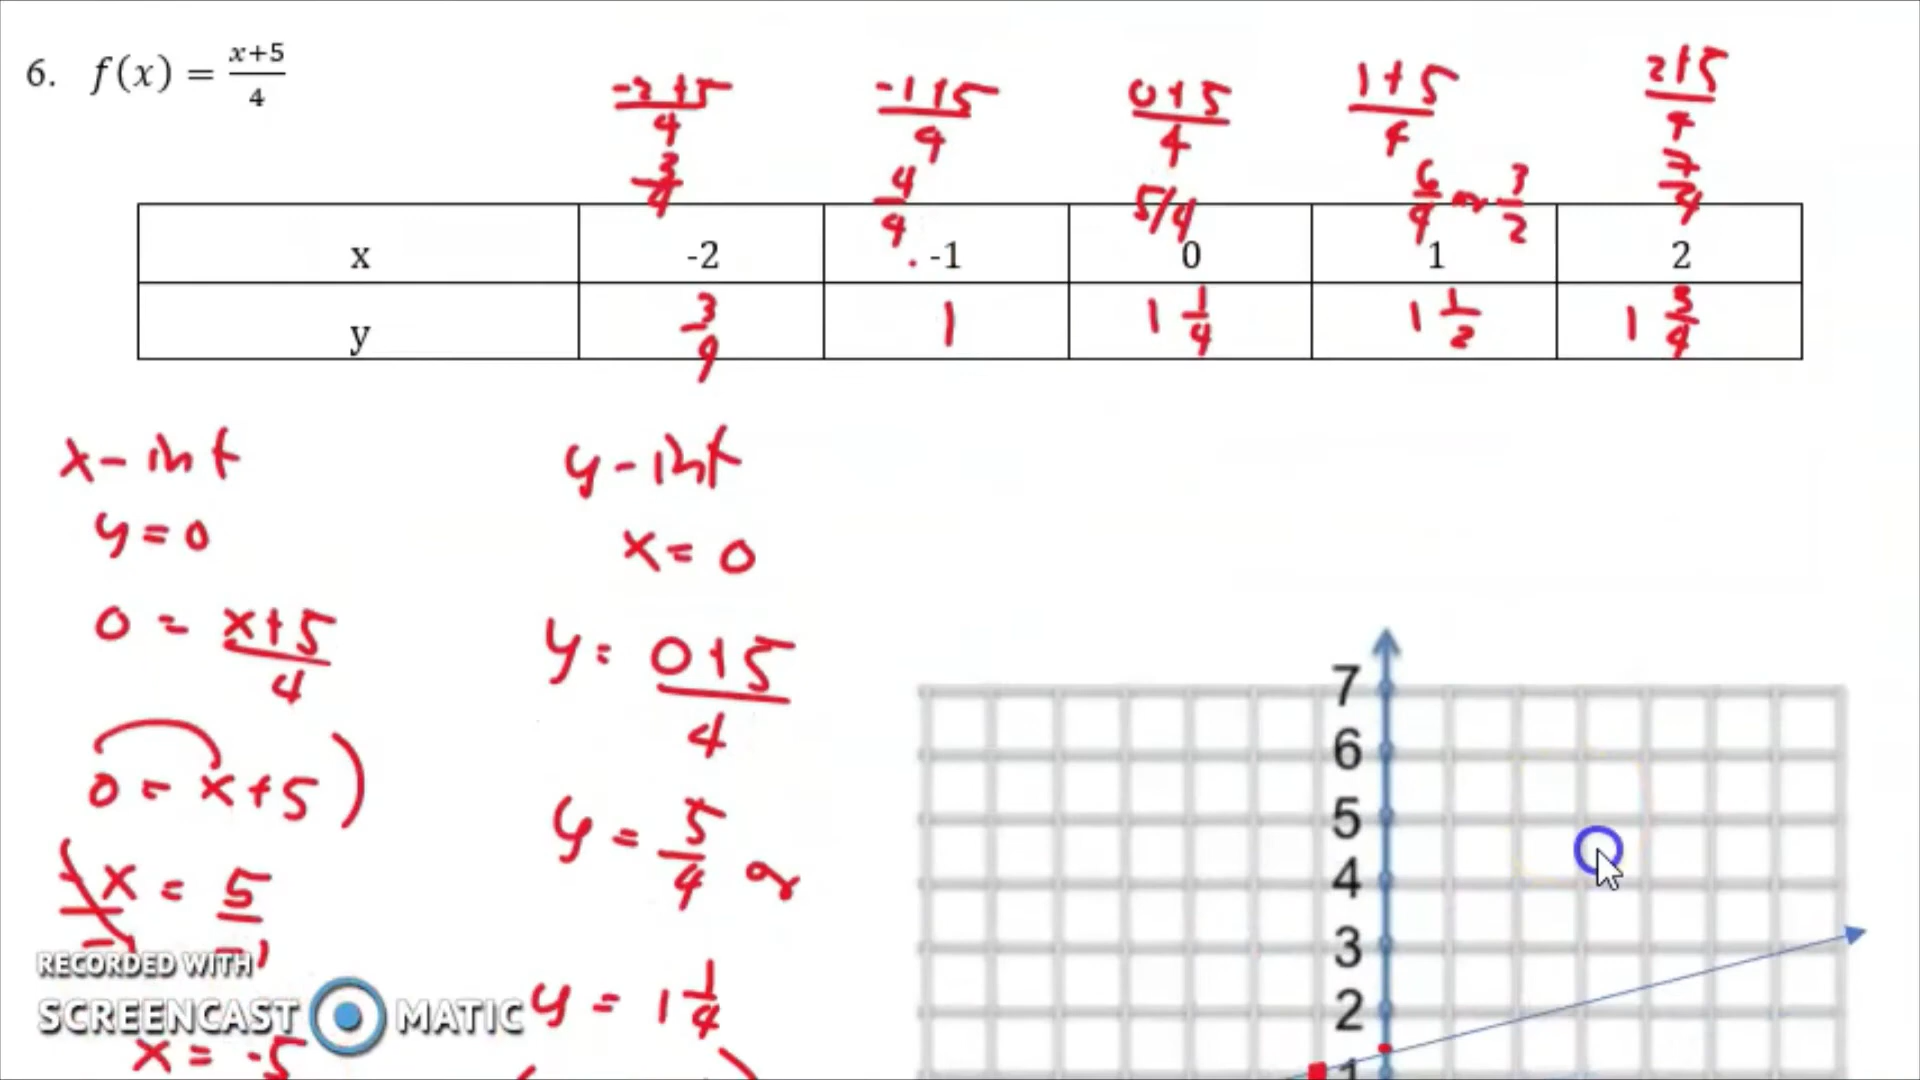 6. f(x) = x+5/4
-2+5/4 -1+5/4 0+5/4 1+5/4 2+5/4
3/4 4/4 5/4 6/4 or 3/2 7/4
x -2 -1 0 1 2
y 3/4 1 1 1/4 1 1/2 1 3/4
x-int
y=0
0 = x+5/4
0 = x+5)
-x = 5
- -1
x = -5
y-int
x=0
y= 0+5/4
y = 5/4 or
y = 1 1/4
7
6
5
4
3
2
1
RECORDED WITH
SCREENCAST MATIC